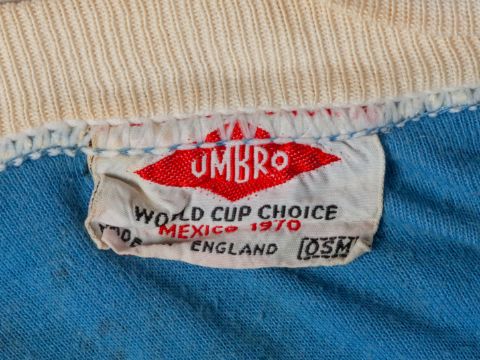 UMBRO
WORLD CUP CHOICE
MEXICO 1970
ENGLAND OSM